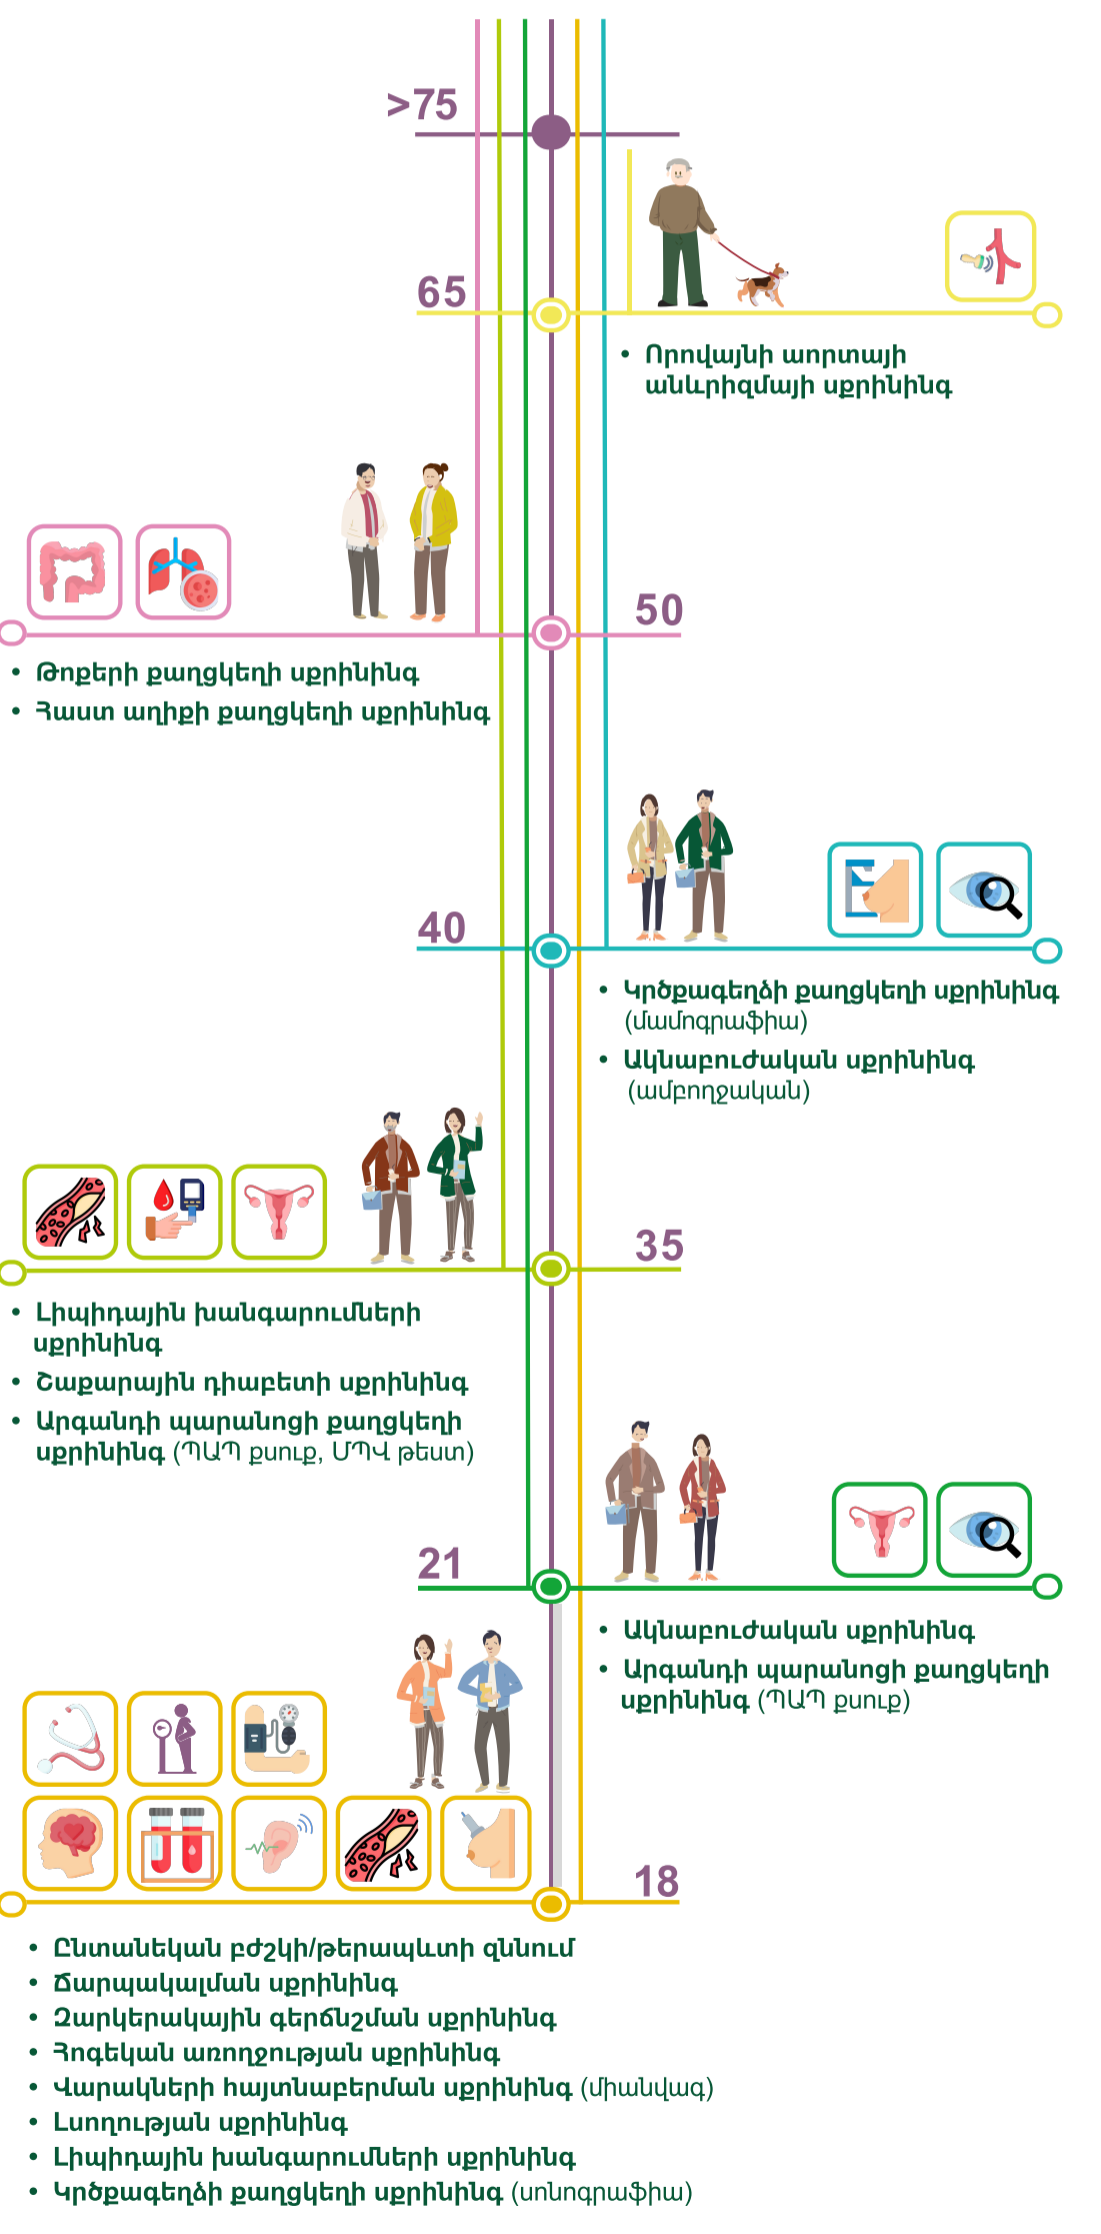 >75
65
• Որովայնի աորտայի
անևրիզմայի սքրինինգ
50
• Թոքերի քաղցկեղի սքրինինգ
• Հաստ աղիքի քաղցկեղի սքրինինգ
40
• Կրծքագեղձի քաղցկեղի սքրինինգ
(մամոգրաֆիա)
• Ակնաբուժական սքրինինգ
(ամբողջական)
35
• Լիպիդային խանգարումների
սքրինինգ
• Շաքարային դիաբետի սքրինինգ
• Արգանդի պարանոցի քաղցկեղի
սքրինինգ (ՊԱՊ քսուք, ՄՊՎ թեստ)
21
• Ակնաբուժական սքրինինգ
• Արգանդի պարանոցի քաղցկեղի
սքրինինգ (ՊԱՊ քսուք)
18
• Ընտանեկան բժշկի/թերապևտի զննում
• Ճարպակալման սքրինինգ
• Զարկերակային գերճնշման սքրինինգ
• Հոգեկան առողջության սքրինինգ
• Վարակների հայտնաբերման սքրինինգ (միանվագ)
• Լսողության սքրինինգ
• Լիպիդային խանգարումների սքրինինգ
• Կրծքագեղձի քաղցկեղի սքրինինգ (սոնոգրաֆիա)